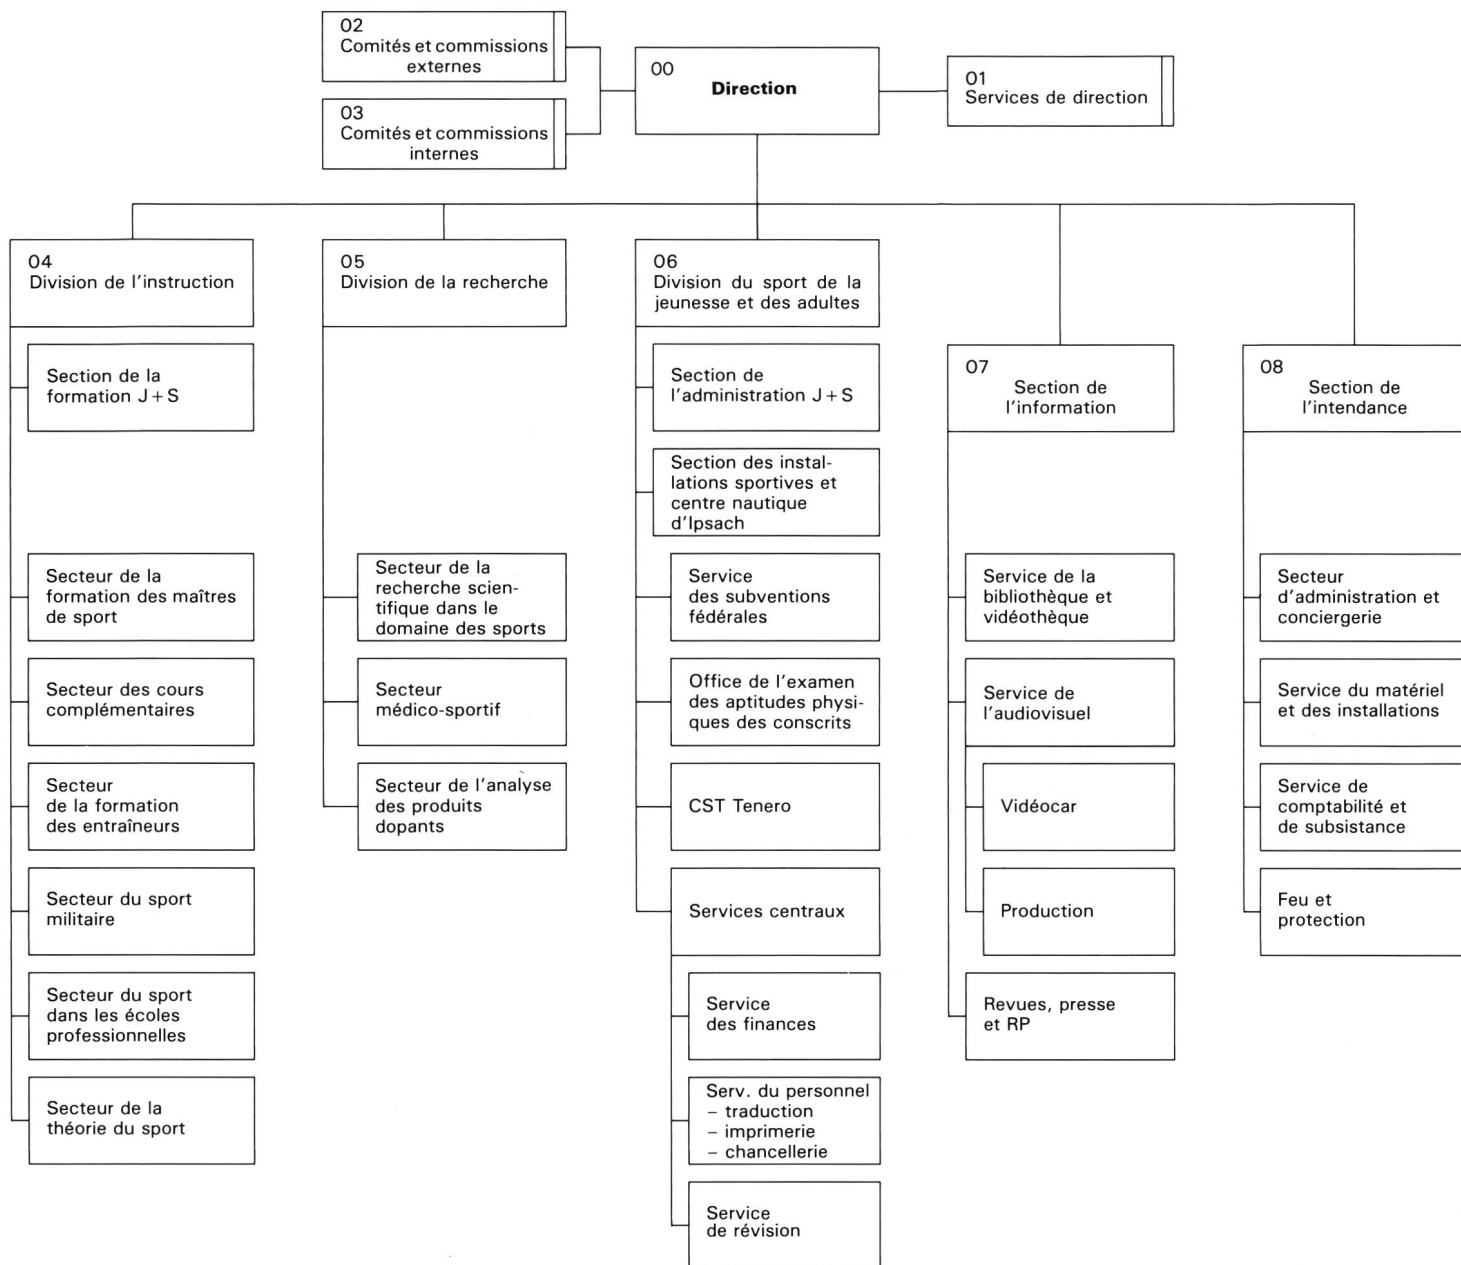 02
Comités et commissions
externes
03
Comités et commissions
internes
00
Direction
01
Services de direction
04
Division de l'instruction
Section de la
formation J+S
Secteur de la
formation des maîtres
de sport
Secteur des cours
complémentaires
Secteur
de la formation
des entraîneurs
Secteur du sport
militaire
Secteur du sport
dans les écoles
professionnelles
Secteur de la
théorie du sport
05
Division de la recherche
Secteur de la
recherche scien-
tifique dans le
domaine des sports
Secteur
médico-sportif
Secteur de l'analyse
des produits
dopants
06
Division du sport de la
jeunesse et des adultes
Section de
l'administration J+S
Section des instal-
lations sportives et
centre nautique
d'Ipsach
Service
des subventions
fédérales
Office de l'examen
des aptitudes physi-
ques des conscrits
CST Tenero
Services centraux
Service
des finances
Serv. du personnel
– traduction
– imprimerie
– chancellerie
Service
de révision
07
Section de
l'information
Service de la
bibliothèque et
vidéothèque
Service de
l'audiovisuel
Vidéocar
Production
Revues, presse
et RP
08
Section de
l'intendance
Secteur
d'administration et
conciergerie
Service du matériel
et des installations
Service de
comptabilité et
de subsistance
Feu et
protection